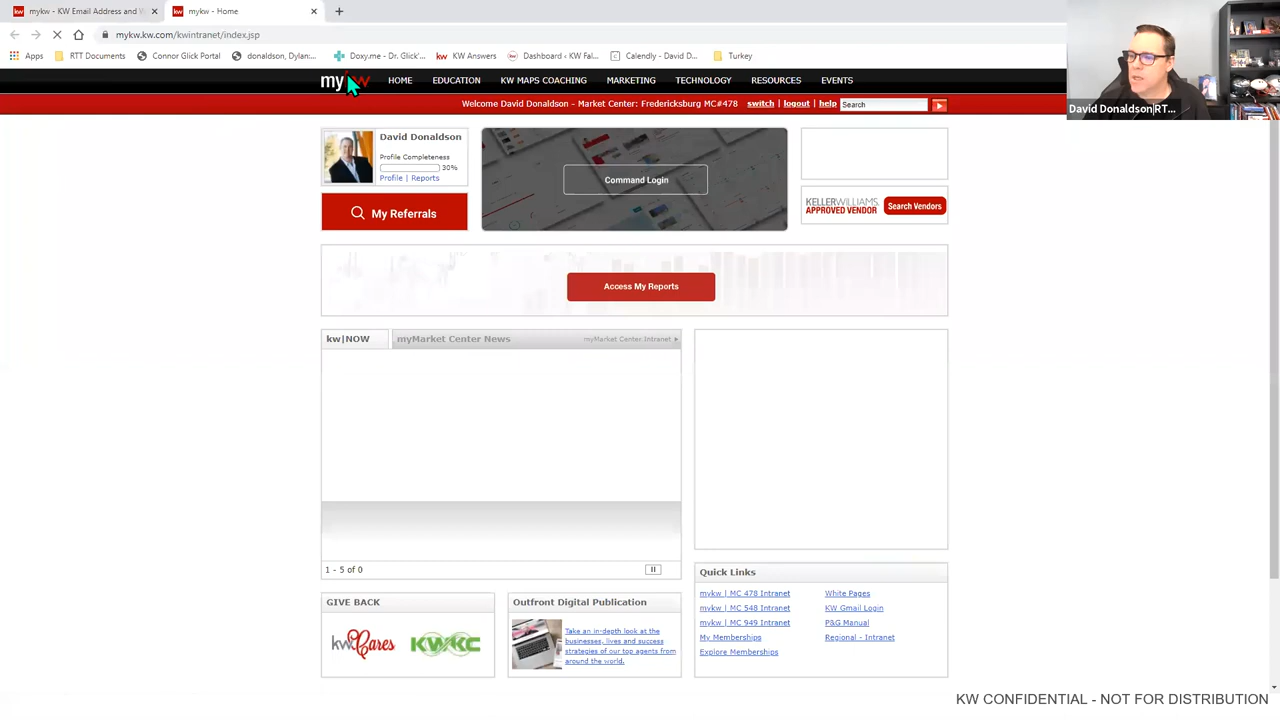 mykw - KW Email Address and W
mykw - Home
mykw.kw.com/kwintranet/index.jsp
Apps
RTT Documents
Connor Glick Portal
donaldson, Dylan:...
Doxy.me - Dr. Glick'...
KW Answers
Dashboard ‹ KW Fal...
Calendly - David D...
Turkey
David Donaldson|RT...
my kw
HOME
EDUCATION
KW MAPS COACHING
MARKETING
TECHNOLOGY
RESOURCES
EVENTS
Welcome David Donaldson - Market Center: Fredericksburg MC#478
switch | logout | help
Search
David Donaldson
Profile Completeness
30%
Profile | Reports
My Referrals
Command Login
KELLERWILLIAMS.
APPROVED VENDOR
Search Vendors
Access My Reports
kw|NOW
myMarket Center News
myMarket Center Intranet
1 - 5 of 0
Quick Links
mykw | MC 478 Intranet
White Pages
mykw | MC 548 Intranet
KW Gmail Login
mykw | MC 949 Intranet
P&G Manual
My Memberships
Regional - Intranet
Explore Memberships
GIVE BACK
kwCares
KWKC
Outfront Digital Publication
Take an in-depth look at the
businesses, lives and success
strategies of our top agents from
around the world.
KW CONFIDENTIAL - NOT FOR DISTRIBUTION